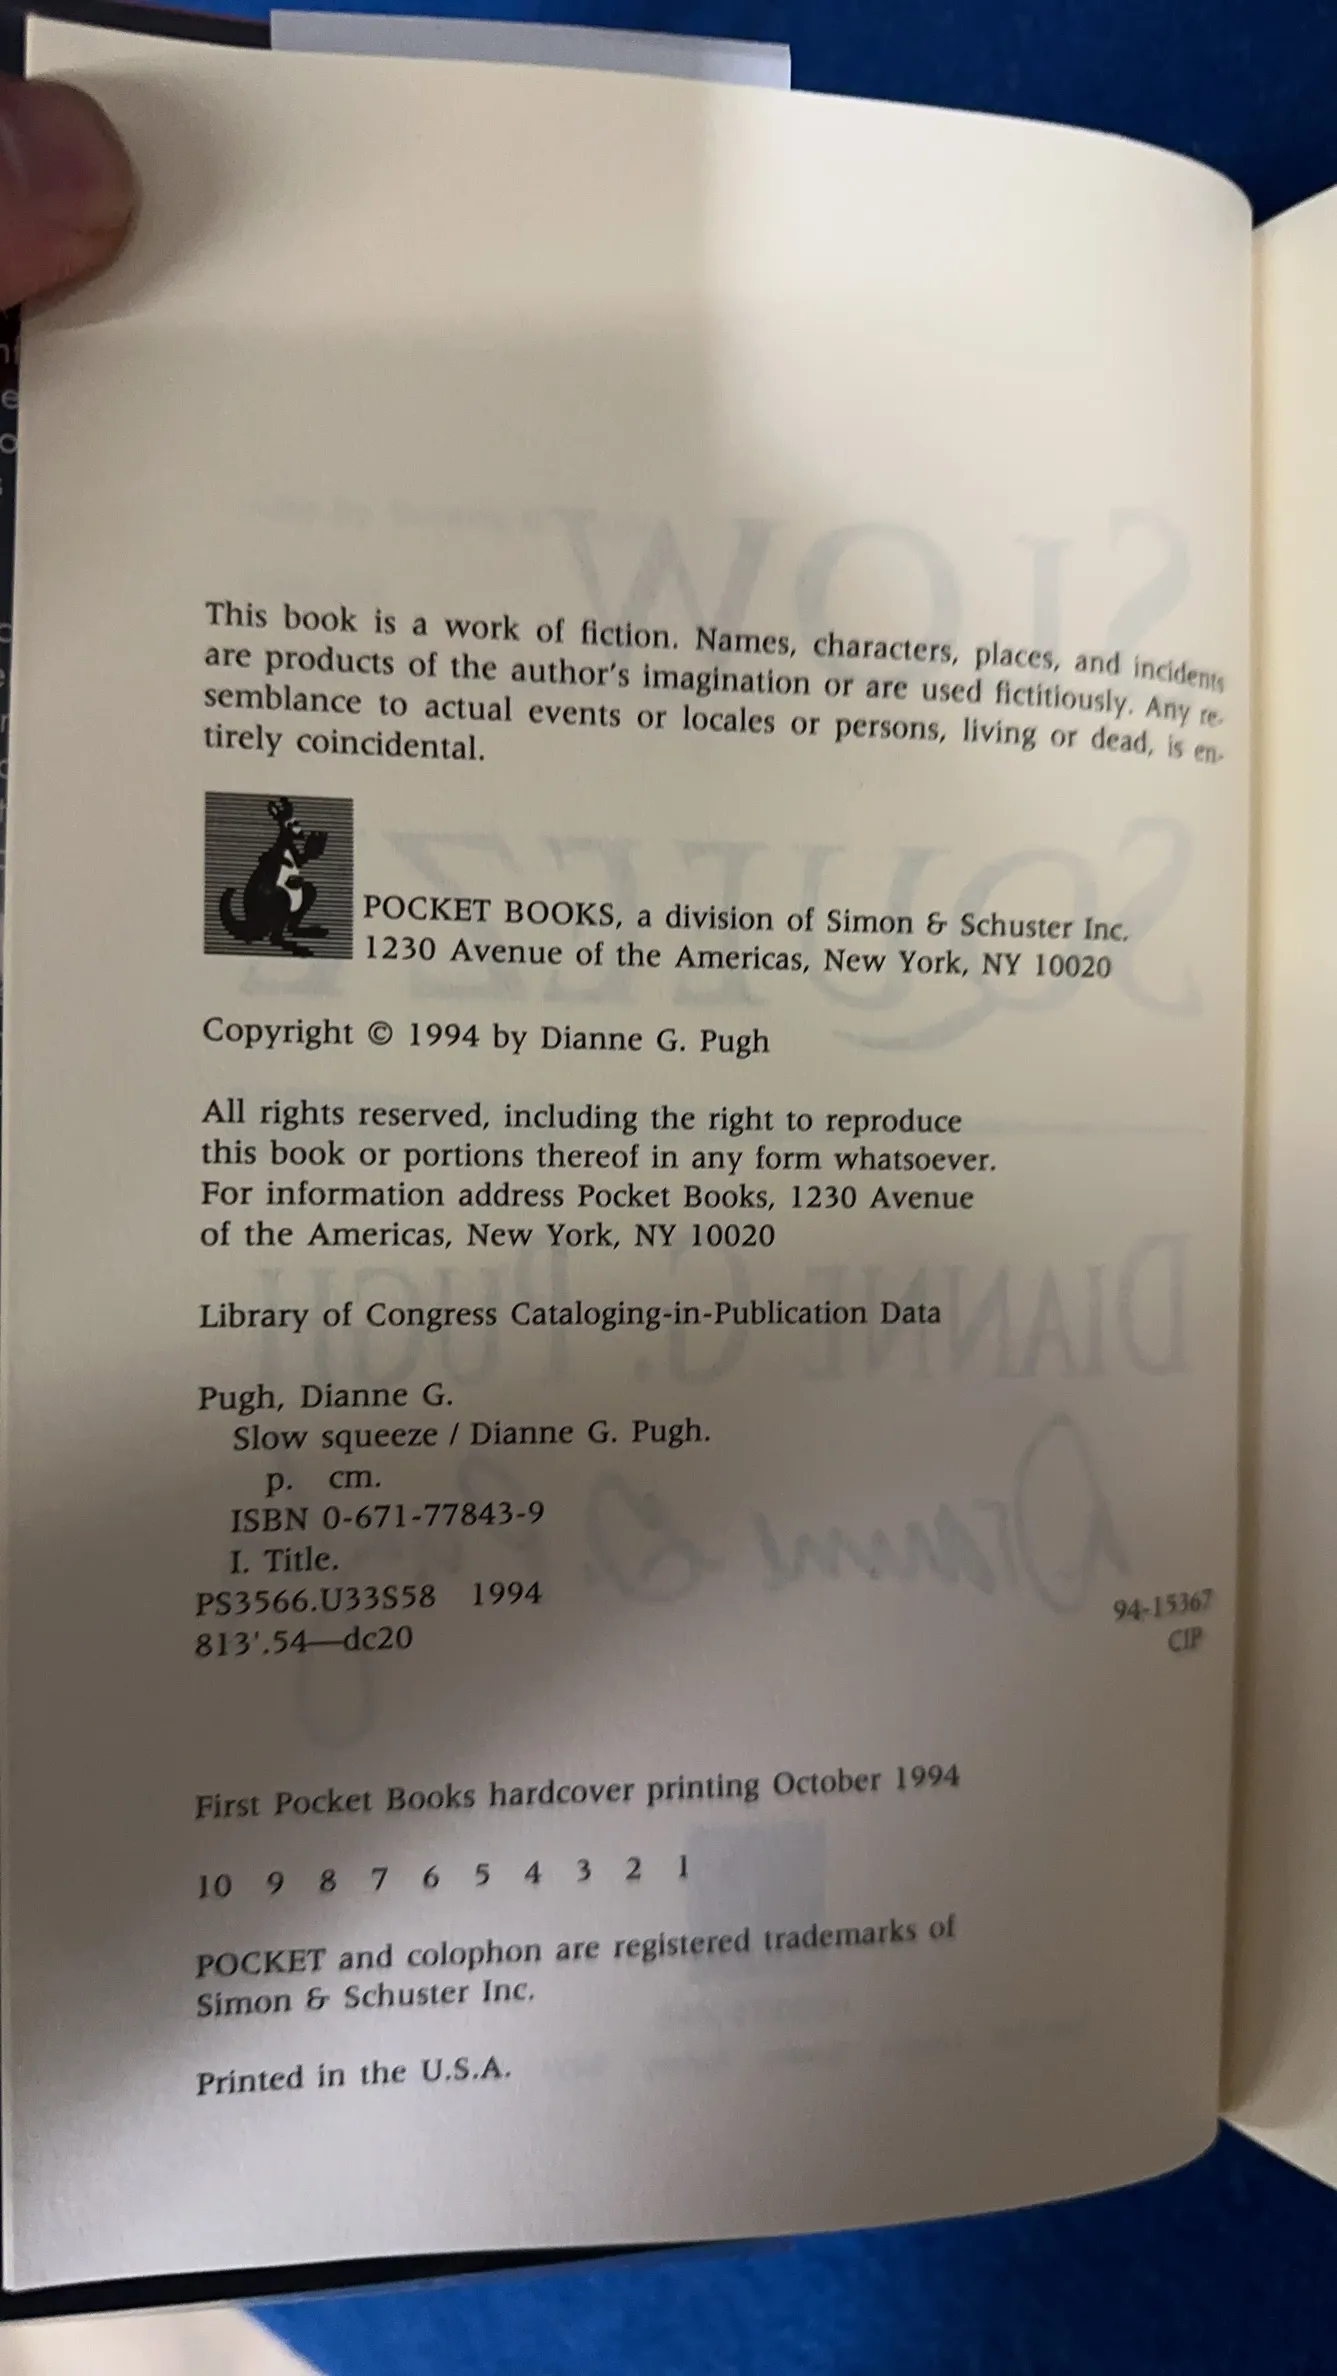 This book is a work of fiction. Names, characters, places, and incidents
are products of the author's imagination or are used fictitiously. Any re-
semblance to actual events or locales or persons, living or dead, is en-
tirely coincidental.
POCKET BOOKS, a division of Simon & Schuster Inc.
1230 Avenue of the Americas, New York, NY 10020
Copyright © 1994 by Dianne G. Pugh
All rights reserved, including the right to reproduce
this book or portions thereof in any form whatsoever.
For information address Pocket Books, 1230 Avenue
of the Americas, New York, NY 10020
Library of Congress Cataloging-in-Publication Data
Pugh, Dianne G.
Slow squeeze / Dianne G. Pugh.
p. cm.
ISBN 0-671-77843-9
I. Title.
PS3566.U33S58 1994
813'.54—dc20
94-15367
CIP
First Pocket Books hardcover printing October 1994
10 9 8 7 6 5 4 3 2 1
POCKET and colophon are registered trademarks of
Simon & Schuster Inc.
Printed in the U.S.A.